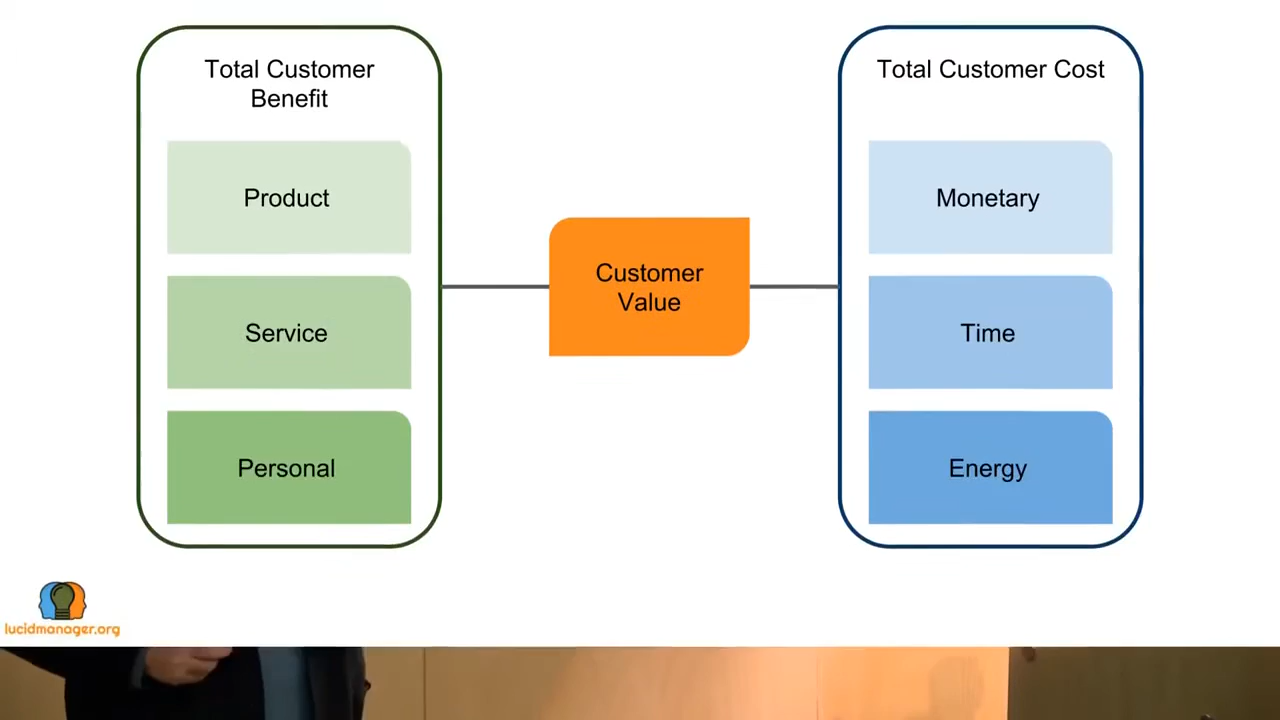 Total Customer
Benefit
Product
Service
Personal
Customer
Value
Total Customer Cost
Monetary
Time
Energy
lucidmanager.org